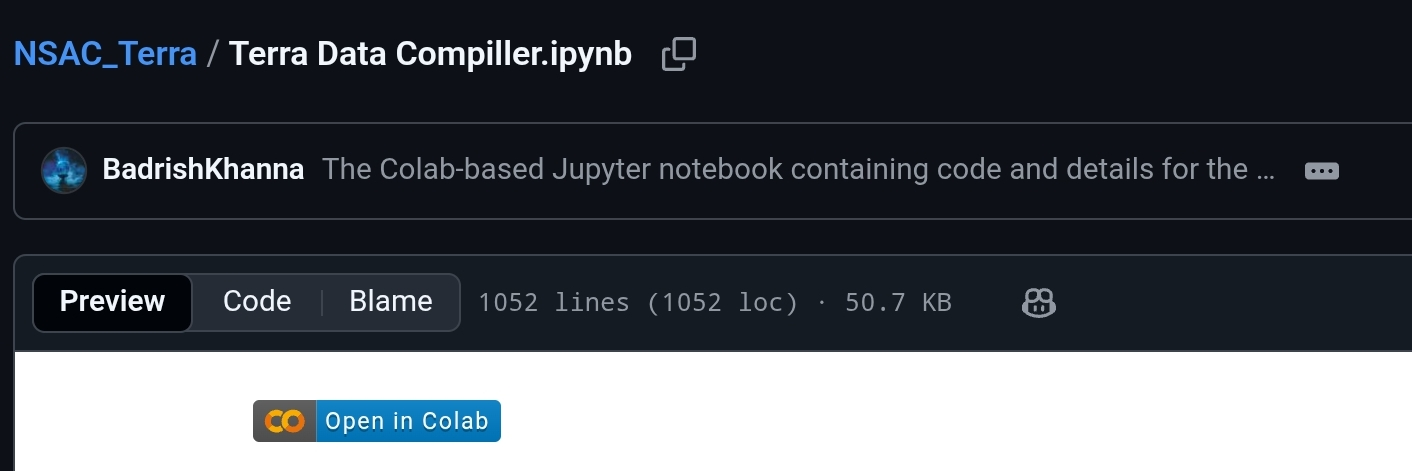 NSAC_Terra / Terra Data Compiller.ipynb
BadrishKhanna The Colab-based Jupyter notebook containing code and details for the ...
Preview Code Blame 1052 lines (1052 loc) · 50.7 KB
Open in Colab